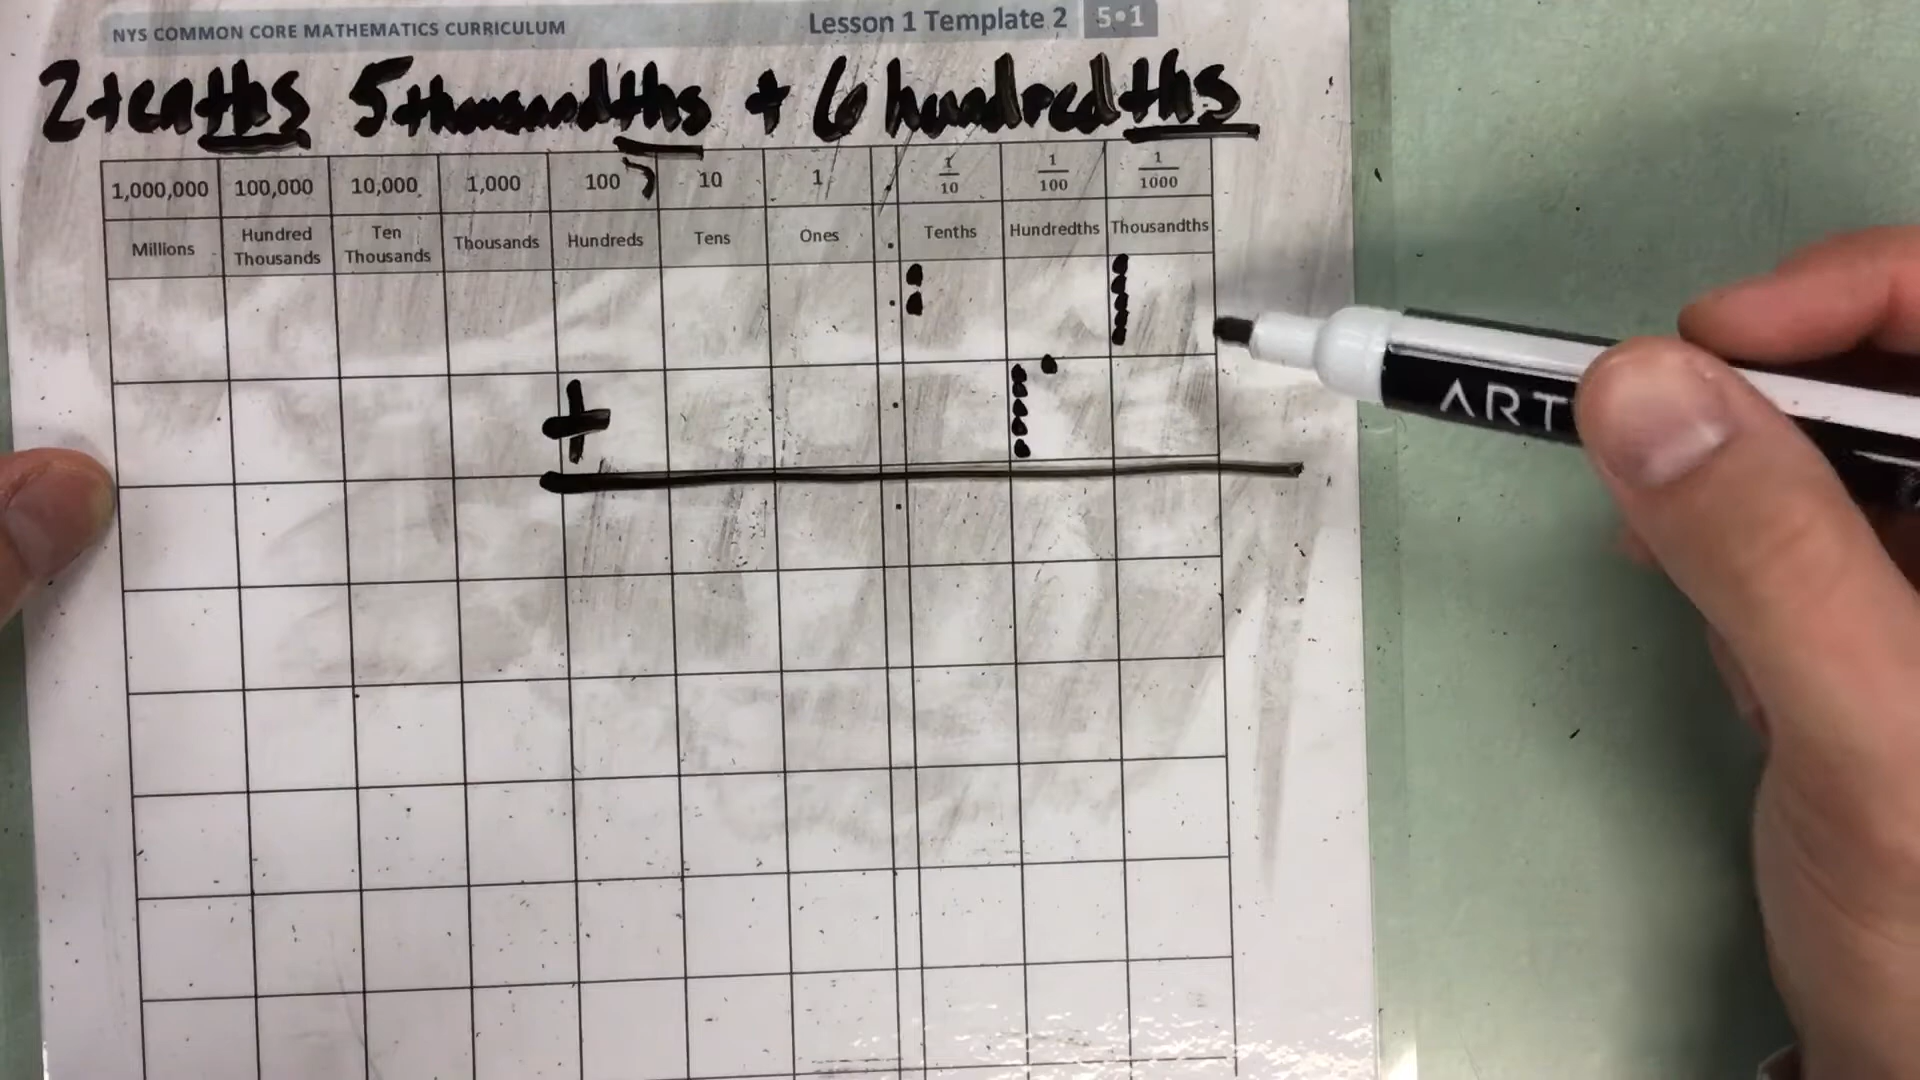 NYS COMMON CORE MATHEMATICS CURRICULUM Lesson 1 Template 2 5•1
2 tenths 5 thousandths + 6 hundredths
1,000,000 100,000 10,000 1,000 100 10 1 . 1/10 1/100 1/1000
Millions Hundred Thousands Ten Thousands Thousands Hundreds Tens Ones . Tenths Hundredths Thousandths
.
+ .
.
ART